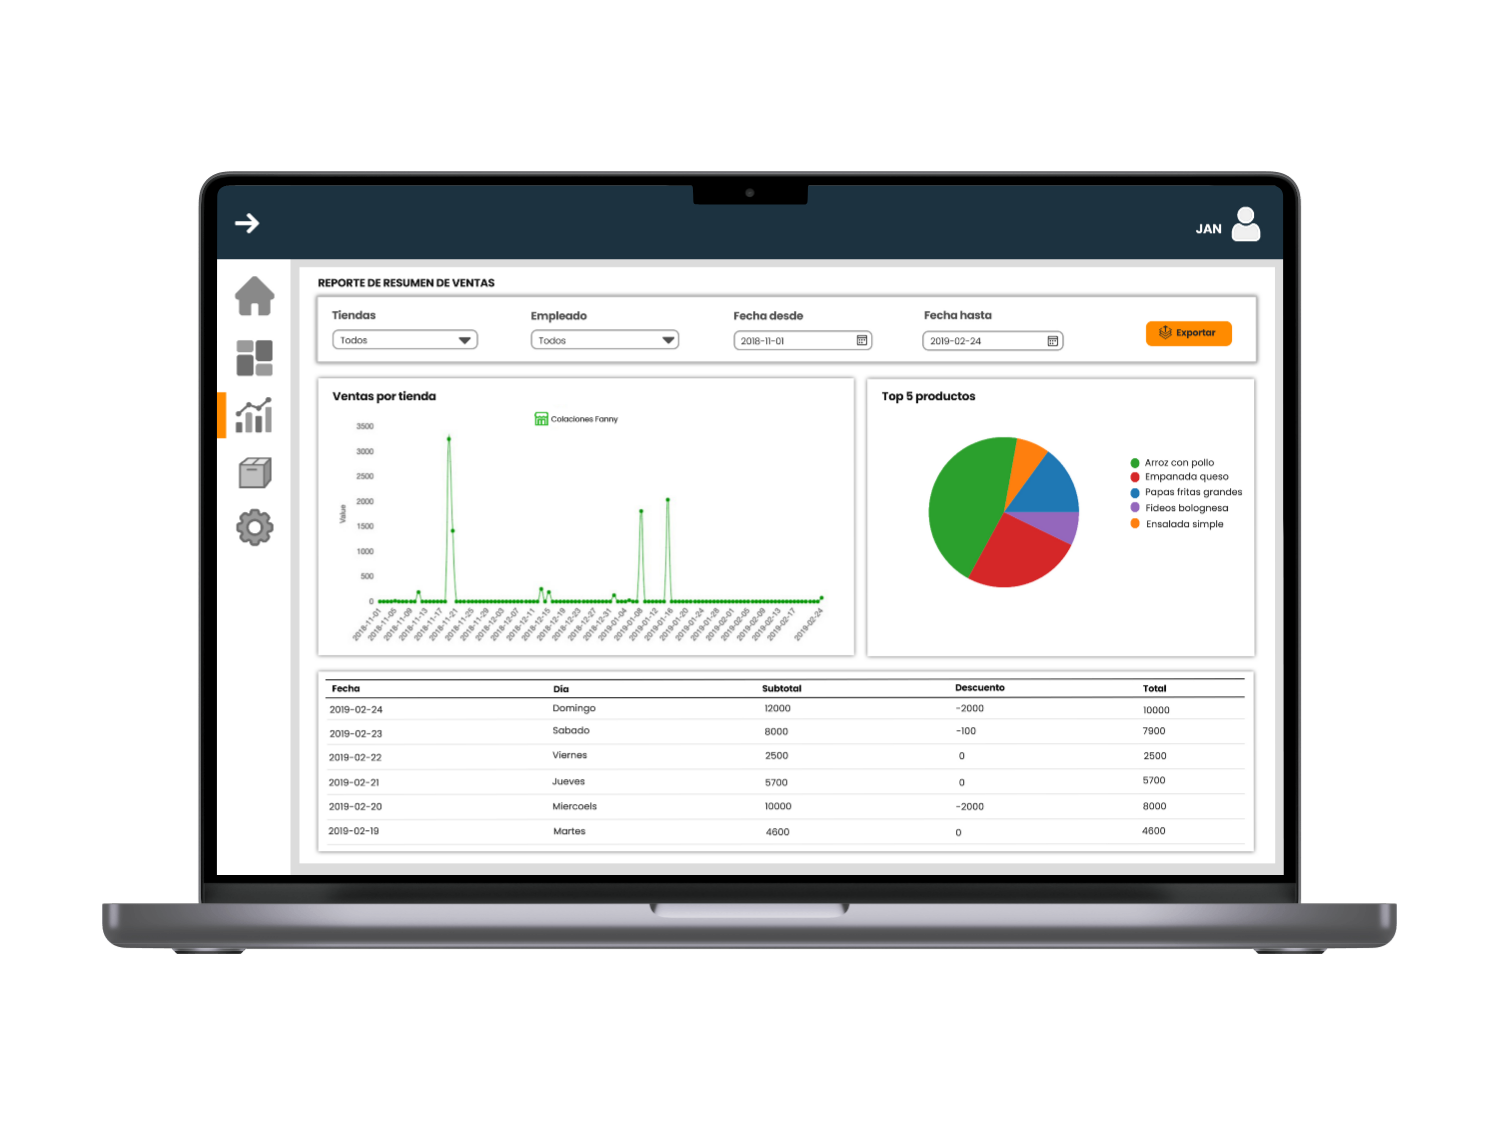 JAN
REPORTE DE RESUMEN DE VENTAS
Tiendas Empleado Fecha desde Fecha hasta
Todos Todos 2018-11-01 2019-02-24 Exportar
Ventas por tienda
Colaciones Fanny
3500
3000
2500
2000
1500
1000
500
0
Value
2018-11-01 2018-11-05 2018-11-09 2018-11-13 2018-11-17 2018-11-21 2018-11-25 2018-11-29 2018-12-03 2018-12-07 2018-12-11 2018-12-15 2018-12-19 2018-12-23 2018-12-27 2018-12-31 2019-01-04 2019-01-08 2019-01-12 2019-01-16 2019-01-20 2019-01-24 2019-01-28 2019-02-01 2019-02-05 2019-02-09 2019-02-13 2019-02-17 2019-02-24
Top 5 productos
Arroz con pollo
Empanada queso
Papas fritas grandes
Fideos bolognesa
Ensalada simple
Fecha Día Subtotal Descuento Total
2019-02-24 Domingo 12000 -2000 10000
2019-02-23 Sabado 8000 -100 7900
2019-02-22 Viernes 2500 0 2500
2019-02-21 Jueves 5700 0 5700
2019-02-20 Miercoels 10000 -2000 8000
2019-02-19 Martes 4600 0 4600